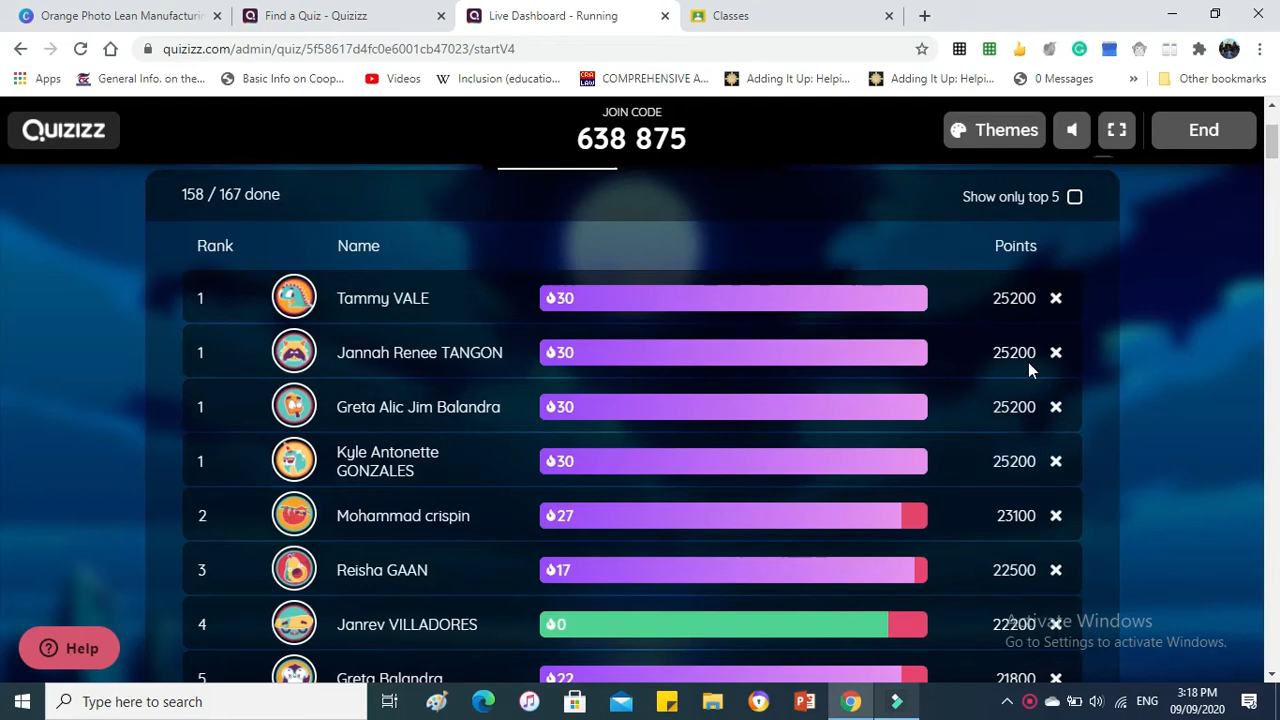 Orange Photo Lean Manufacturin
Find a Quiz - Quizizz
Live Dashboard - Running
Classes
quizizz.com/admin/quiz/5f58617d4fc0e6001cb47023/startV4
Apps
General Info. on the...
Basic Info on Coop...
Videos
Inclusion (educatio...
COMPREHENSIVE A...
Adding It Up: Helpi...
Adding It Up: Helpi...
0 Messages
»
Other bookmarks
Quizizz
JOIN CODE
638 875
Themes
End
158 / 167 done
Show only top 5
Rank Name Points
1 Tammy VALE 30 25200
1 Jannah Renee TANGON 30 25200
1 Greta Alic Jim Balandra 30 25200
1 Kyle Antonette
GONZALES 30 25200
2 Mohammad crispin 27 23100
3 Reisha GAAN 17 22500
4 Janrev VILLADORES 0 22200
5 Greta Balandra 22 21800
Activate Windows
Go to Settings to activate Windows.
Help
Type here to search
ENG
3:18 PM
09/09/2020